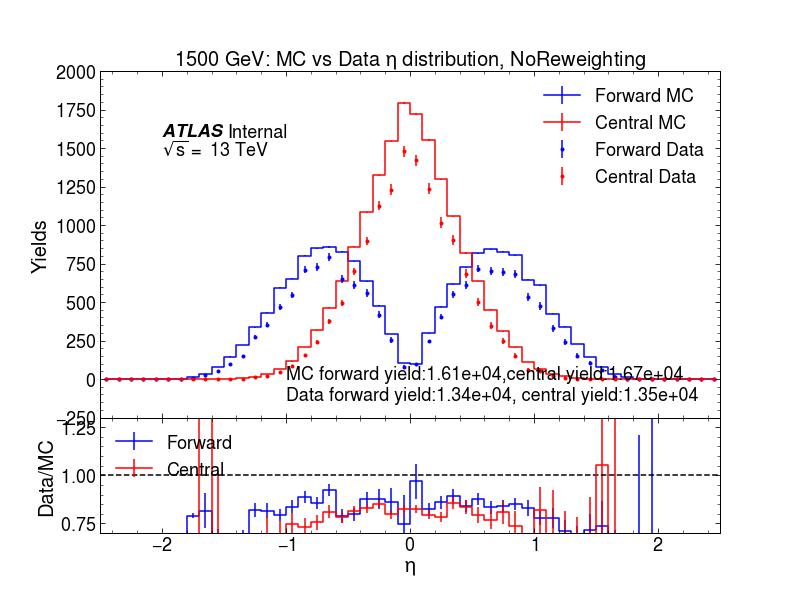 1500 GeV: MC vs Data η distribution, NoReweighting
2000
1750
1500
1250
1000
750
500
250
0
−250
Yields
ATLAS Internal
√s = 13 TeV
Forward MC
Central MC
Forward Data
Central Data
MC forward yield:1.61e+04,central yield:1.67e+04
Data forward yield:1.34e+04, central yield:1.35e+04
1.25
1.00
0.75
Data/MC
Forward
Central
−2 −1 0 1 2
η